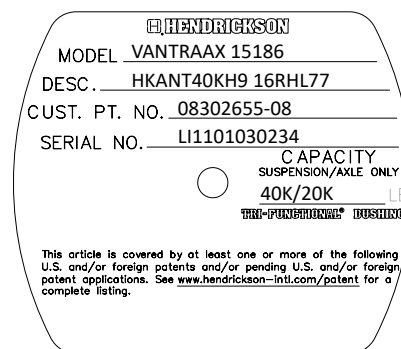 HENDRICKSON
MODEL VANTRAAX 15186
DESC. HKANT40KH9 16RHL77
CUST. PT. NO. 08302655-08
SERIAL NO. LI1101030234
CAPACITY
SUSPENSION/AXLE ONLY
40K/20K LB
TRI-FUNCTIONAL® BUSHING
This article is covered by at least one or more of the following
U.S. and/or foreign patents and/or pending U.S. and/or foreign
patent applications. See www.hendrickson-intl.com/patent for a
complete listing.